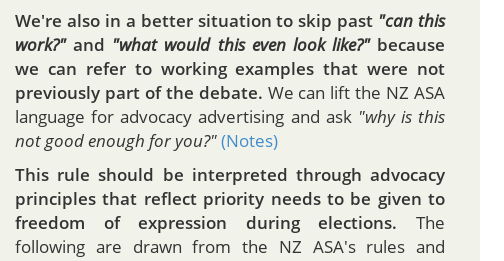 We're also in a better situation to skip past "can this
work?" and "what would this even look like?" because
we can refer to working examples that were not
previously part of the debate. We can lift the NZ ASA
language for advocacy advertising and ask "why is this
not good enough for you?" (Notes)
This rule should be interpreted through advocacy
principles that reflect priority needs to be given to
freedom of expression during elections. The
following are drawn from the NZ ASA's rules and